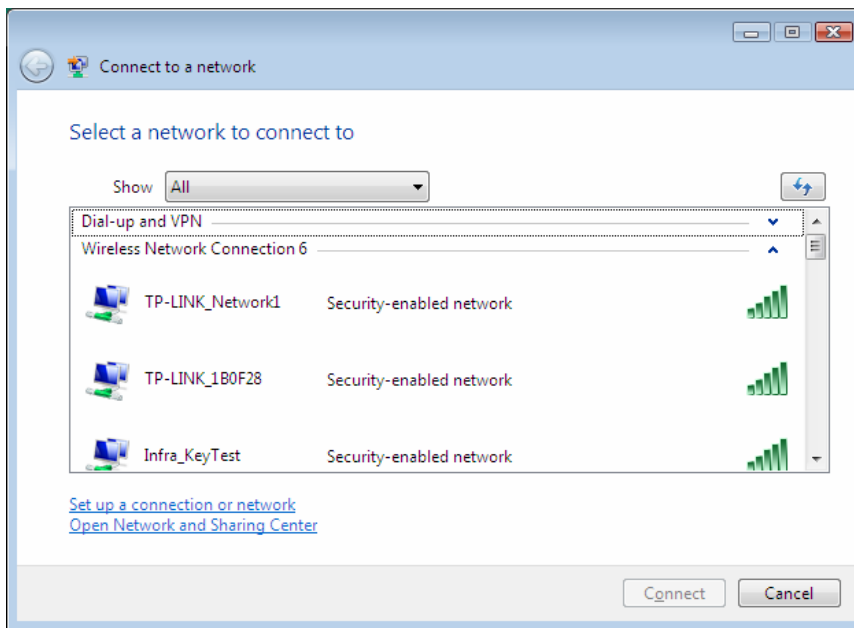 Connect to a network
Select a network to connect to
Show All
Dial-up and VPN
Wireless Network Connection 6
TP-LINK_Network1 Security-enabled network
TP-LINK_1B0F28 Security-enabled network
Infra_KeyTest Security-enabled network
Set up a connection or network
Open Network and Sharing Center
Connect Cancel